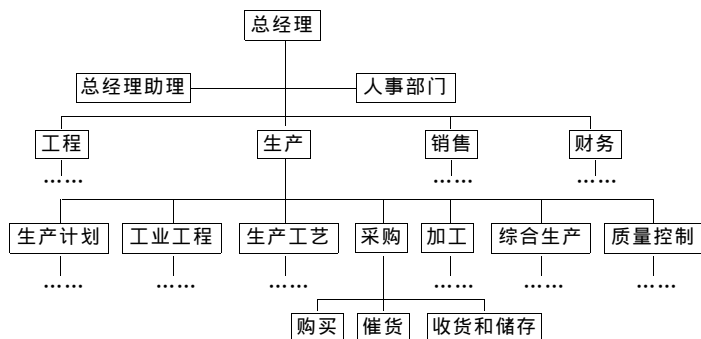 总经理
总经理助理 人事部门
工程 生产 销售 财务
…… …… ……
生产计划 工业工程 生产工艺 采购 加工 综合生产 质量控制
…… …… …… …… …… ……
购买 催货 收货和储存